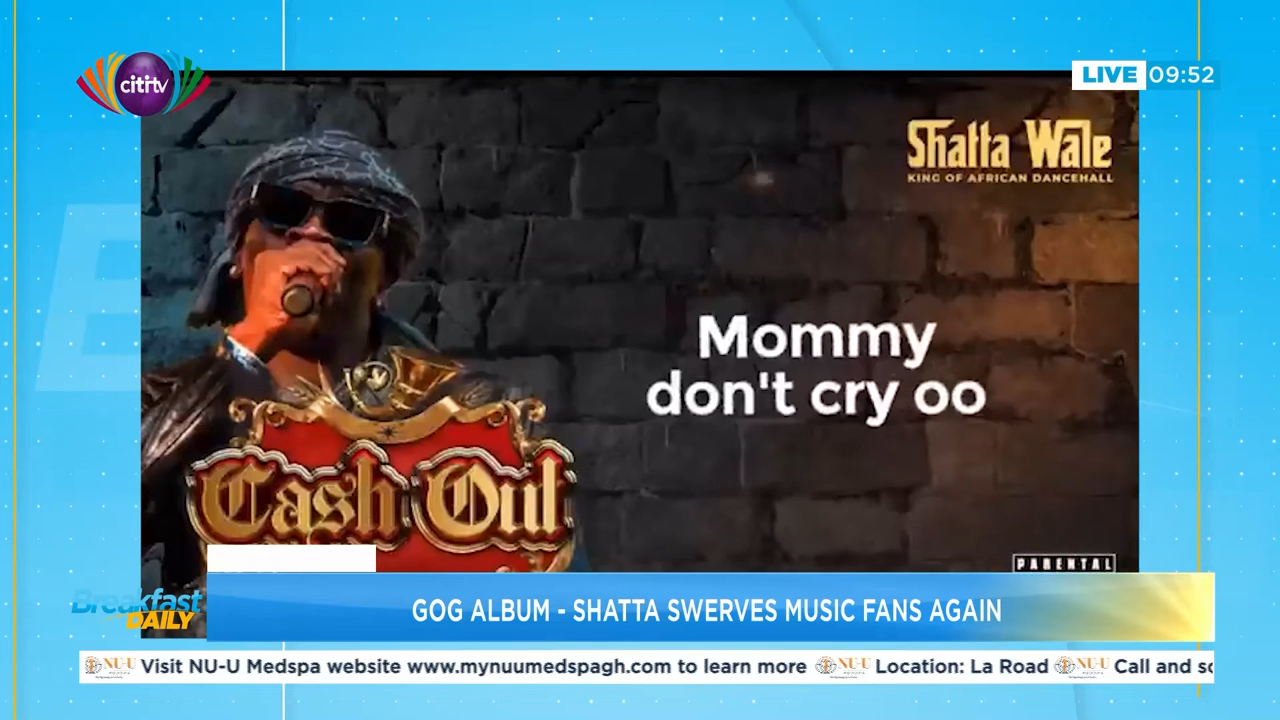 citi tv
LIVE 09:52
Shatta Wale
KING OF AFRICAN DANCEHALL
Mommy
don't cry oo
Cash Out
PARENTAL
Breakfast
DAILY
GOG ALBUM - SHATTA SWERVES MUSIC FANS AGAIN
NU-U Visit NU-U Medspa website www.mynuumedspagh.com to learn more NU-U Location: La Road NU-U Call and sc